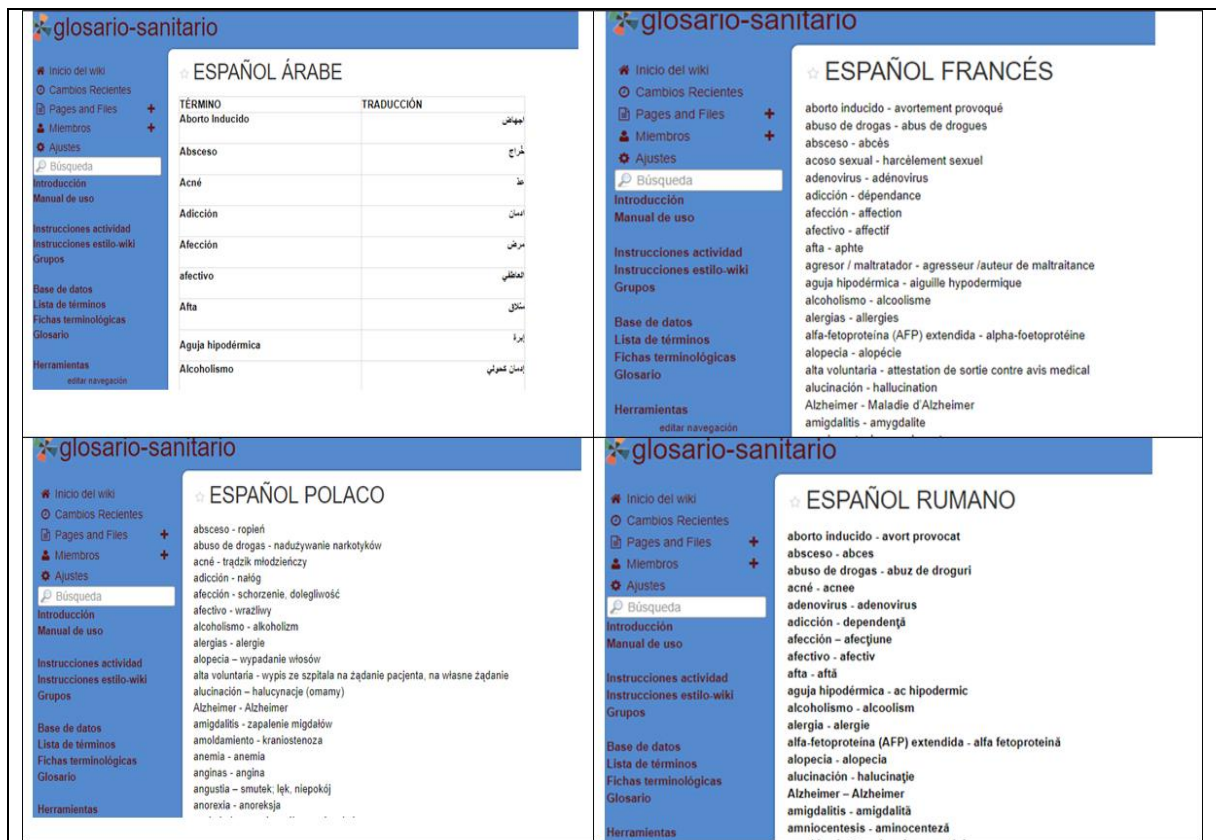 glosario-sanitario
Inicio del wiki
Cambios Recientes
Pages and Files +
Miembros +
Ajustes
Búsqueda
Introducción
Manual de uso
Instrucciones actividad
Instrucciones estilo-wiki
Grupos
Base de datos
Lista de términos
Fichas terminológicas
Glosario
Herramientas
editar navegación
ESPAÑOL ÁRABE
TÉRMINO TRADUCCIÓN
Aborto Inducido اجهاض
Absceso خُراج
Acné
Adicción ادمان
Afección مرض
afectivo العاطفي
Afta
Aguja hipodérmica إبرة
Alcoholismo إدمان كحولي
glosario-sanitario
Inicio del wiki
Cambios Recientes
Pages and Files +
Miembros +
Ajustes
Búsqueda
Introducción
Manual de uso
Instrucciones actividad
Instrucciones estilo-wiki
Grupos
Base de datos
Lista de términos
Fichas terminológicas
Glosario
Herramientas
editar navegación
ESPAÑOL FRANCÉS
aborto inducido - avortement provoqué
abuso de drogas - abus de drogues
absceso - abcès
acoso sexual - harcèlement sexuel
adenovirus - adénovirus
adicción - dépendance
afección - affection
afectivo - affectif
afta - aphte
agresor / maltratador - agresseur /auteur de maltraitance
aguja hipodérmica - aiguille hypodermique
alcoholismo - alcoolisme
alergias - allergies
alfa-fetoproteína (AFP) extendida - alpha-foetoprotéine
alopecia - alopécie
alta voluntaria - attestation de sortie contre avis medical
alucinación - hallucination
Alzheimer - Maladie d'Alzheimer
amigdalitis - amygdalite
glosario-sanitario
Inicio del wiki
Cambios Recientes
Pages and Files +
Miembros +
Ajustes
Búsqueda
Introducción
Manual de uso
Instrucciones actividad
Instrucciones estilo-wiki
Grupos
Base de datos
Lista de términos
Fichas terminológicas
Glosario
Herramientas
ESPAÑOL POLACO
absceso - ropień
abuso de drogas - nadużywanie narkotyków
acné - trądzik młodzieńczy
adicción - nałóg
afección - schorzenie, dolegliwość
afectivo - wrażliwy
alcoholismo - alkoholizm
alergias - alergie
alopecia – wypadanie włosów
alta voluntaria - wypis ze szpitala na żądanie pacjenta, na własne żądanie
alucinación – halucynacje (omamy)
Alzheimer - Alzheimer
amigdalitis - zapalenie migdałów
amoldamiento - kraniostenoza
anemia - anemia
anginas - angina
angustia – smutek; lęk, niepokój
anorexia - anoreksja
glosario-sanitario
Inicio del wiki
Cambios Recientes
Pages and Files +
Miembros +
Ajustes
Búsqueda
Introducción
Manual de uso
Instrucciones actividad
Instrucciones estilo-wiki
Grupos
Base de datos
Lista de términos
Fichas terminológicas
Glosario
Herramientas
ESPAÑOL RUMANO
aborto inducido - avort provocat
absceso - abces
abuso de drogas - abuz de droguri
acné - acnee
adenovirus - adenovirus
adicción - dependenţă
afección – afecţiune
afectivo - afectiv
afta - aftă
aguja hipodérmica - ac hipodermic
alcoholismo - alcoolism
alergia - alergie
alfa-fetoproteína (AFP) extendida - alfa fetoproteină
alopecia - alopecia
alucinación - halucinaţie
Alzheimer – Alzheimer
amigdalitis - amigdalită
amniocentesis - aminocenteză